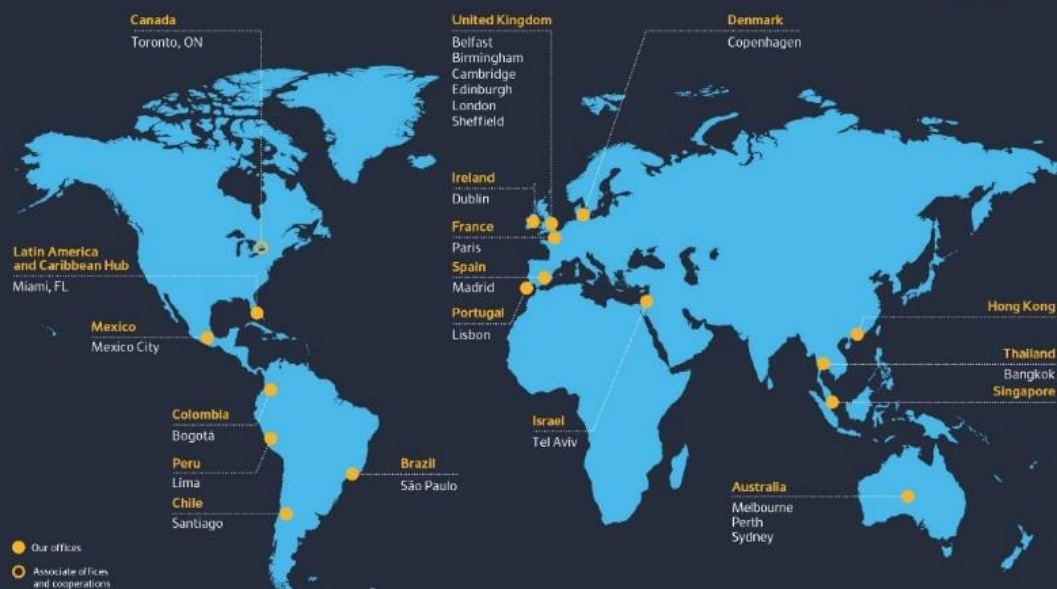 Canada
Toronto, ON
United Kingdom
Belfast
Birmingham
Cambridge
Edinburgh
London
Sheffield
Denmark
Copenhagen
Ireland
Dublin
France
Paris
Latin America
and Caribbean Hub
Miami, FL
Spain
Madrid
Portugal
Lisbon
Mexico
Mexico City
Hong Kong
Thailand
Bangkok
Singapore
Colombia
Bogotá
Israel
Tel Aviv
Peru
Lima
Brazil
São Paulo
Chile
Santiago
Australia
Melbourne
Perth
Sydney
Our offices
Associate offices
and cooperations